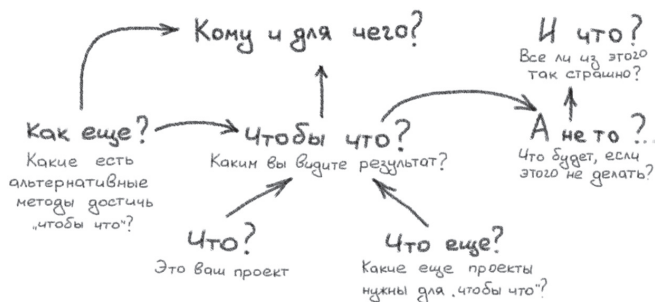 Кому и для чего?
И что?
Все ли из этого
так страшно?
Как еще?
Какие есть
альтернативные
методы достичь
„чтобы что“?
Чтобы что?
Каким вы видите результат?
А не то?..
Что будет, если
этого не делать?
Что?
Это ваш проект
Что еще?
Какие еще проекты
нужны для „чтобы что“?